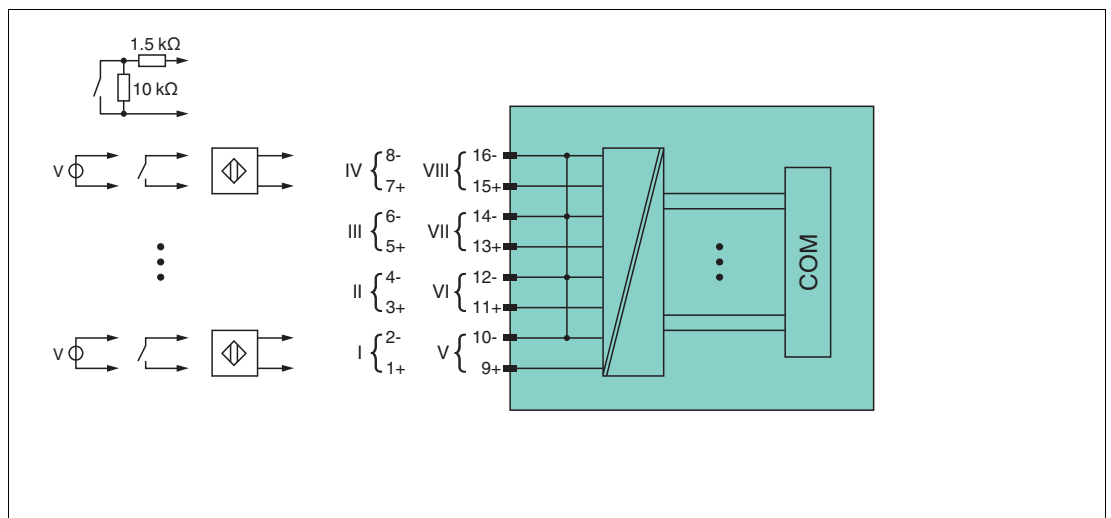 1.5 kΩ
10 kΩ
V
IV
8-
7+
VIII
16-
15+
III
6-
5+
VII
14-
13+
II
4-
3+
VI
12-
11+
V
I
2-
1+
V
10-
9+
COM